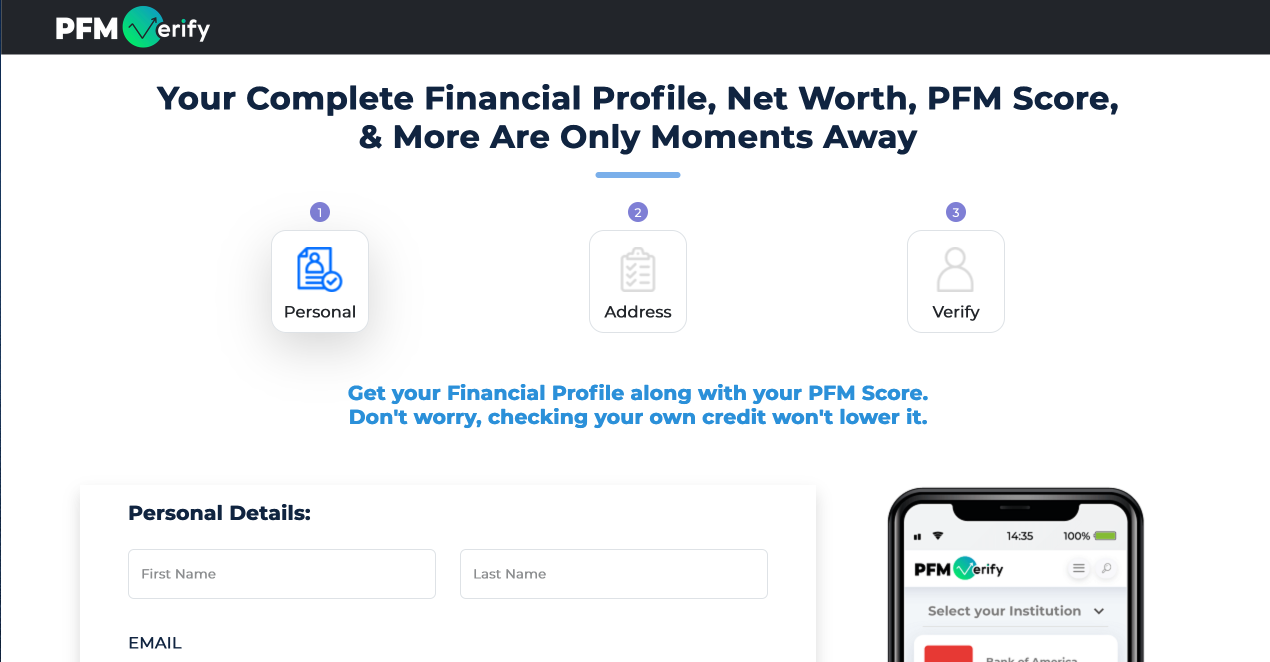 PFM Verify
Your Complete Financial Profile, Net Worth, PFM Score,
& More Are Only Moments Away
1
2
3
Personal
Address
Verify
Get your Financial Profile along with your PFM Score.
Don't worry, checking your own credit won't lower it.
Personal Details:
First Name
Last Name
EMAIL
14:35
100%
PFM Verify
Select your Institution
Bank of America